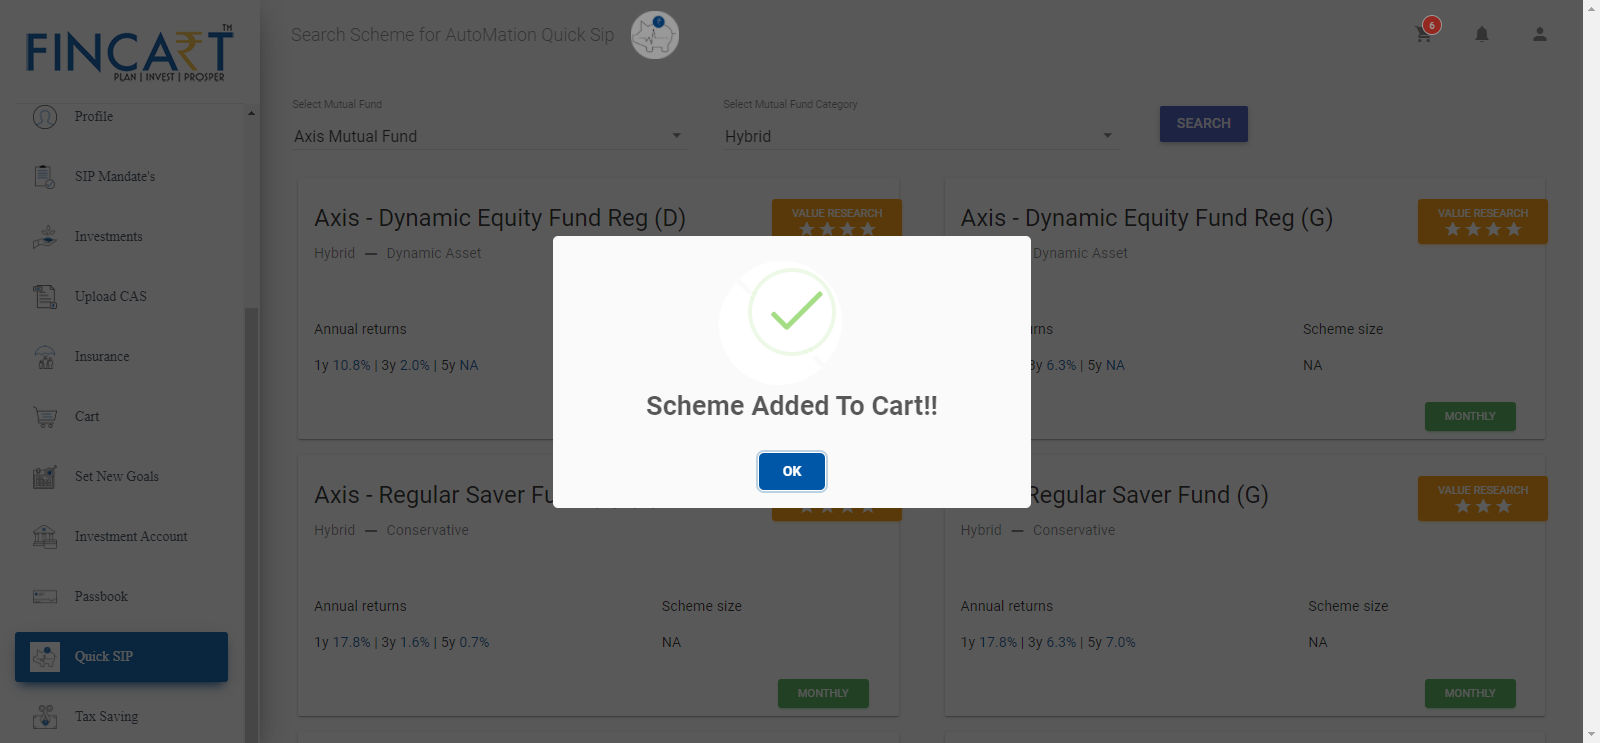 FINCART
TM
PLAN | INVEST | PROSPER
Search Scheme for AutoMation Quick Sip
6
Profile
SIP Mandate's
Investments
Upload CAS
Insurance
Cart
Set New Goals
Investment Account
Passbook
Quick SIP
Tax Saving
Select Mutual Fund
Axis Mutual Fund
Select Mutual Fund Category
Hybrid
SEARCH
Axis - Dynamic Equity Fund Reg (D)
VALUE RESEARCH
Hybrid — Dynamic Asset
Annual returns
1y 10.8% | 3y 2.0% | 5y NA
Axis - Dynamic Equity Fund Reg (G)
VALUE RESEARCH
Dynamic Asset
Scheme size
3y 6.3% | 5y NA
NA
MONTHLY
Scheme Added To Cart!!
OK
Axis - Regular Saver
Hybrid — Conservative
Annual returns
Scheme size
1y 17.8% | 3y 1.6% | 5y 0.7%
NA
MONTHLY
Regular Saver Fund (G)
VALUE RESEARCH
Hybrid — Conservative
Annual returns
Scheme size
1y 17.8% | 3y 6.3% | 5y 7.0%
NA
MONTHLY